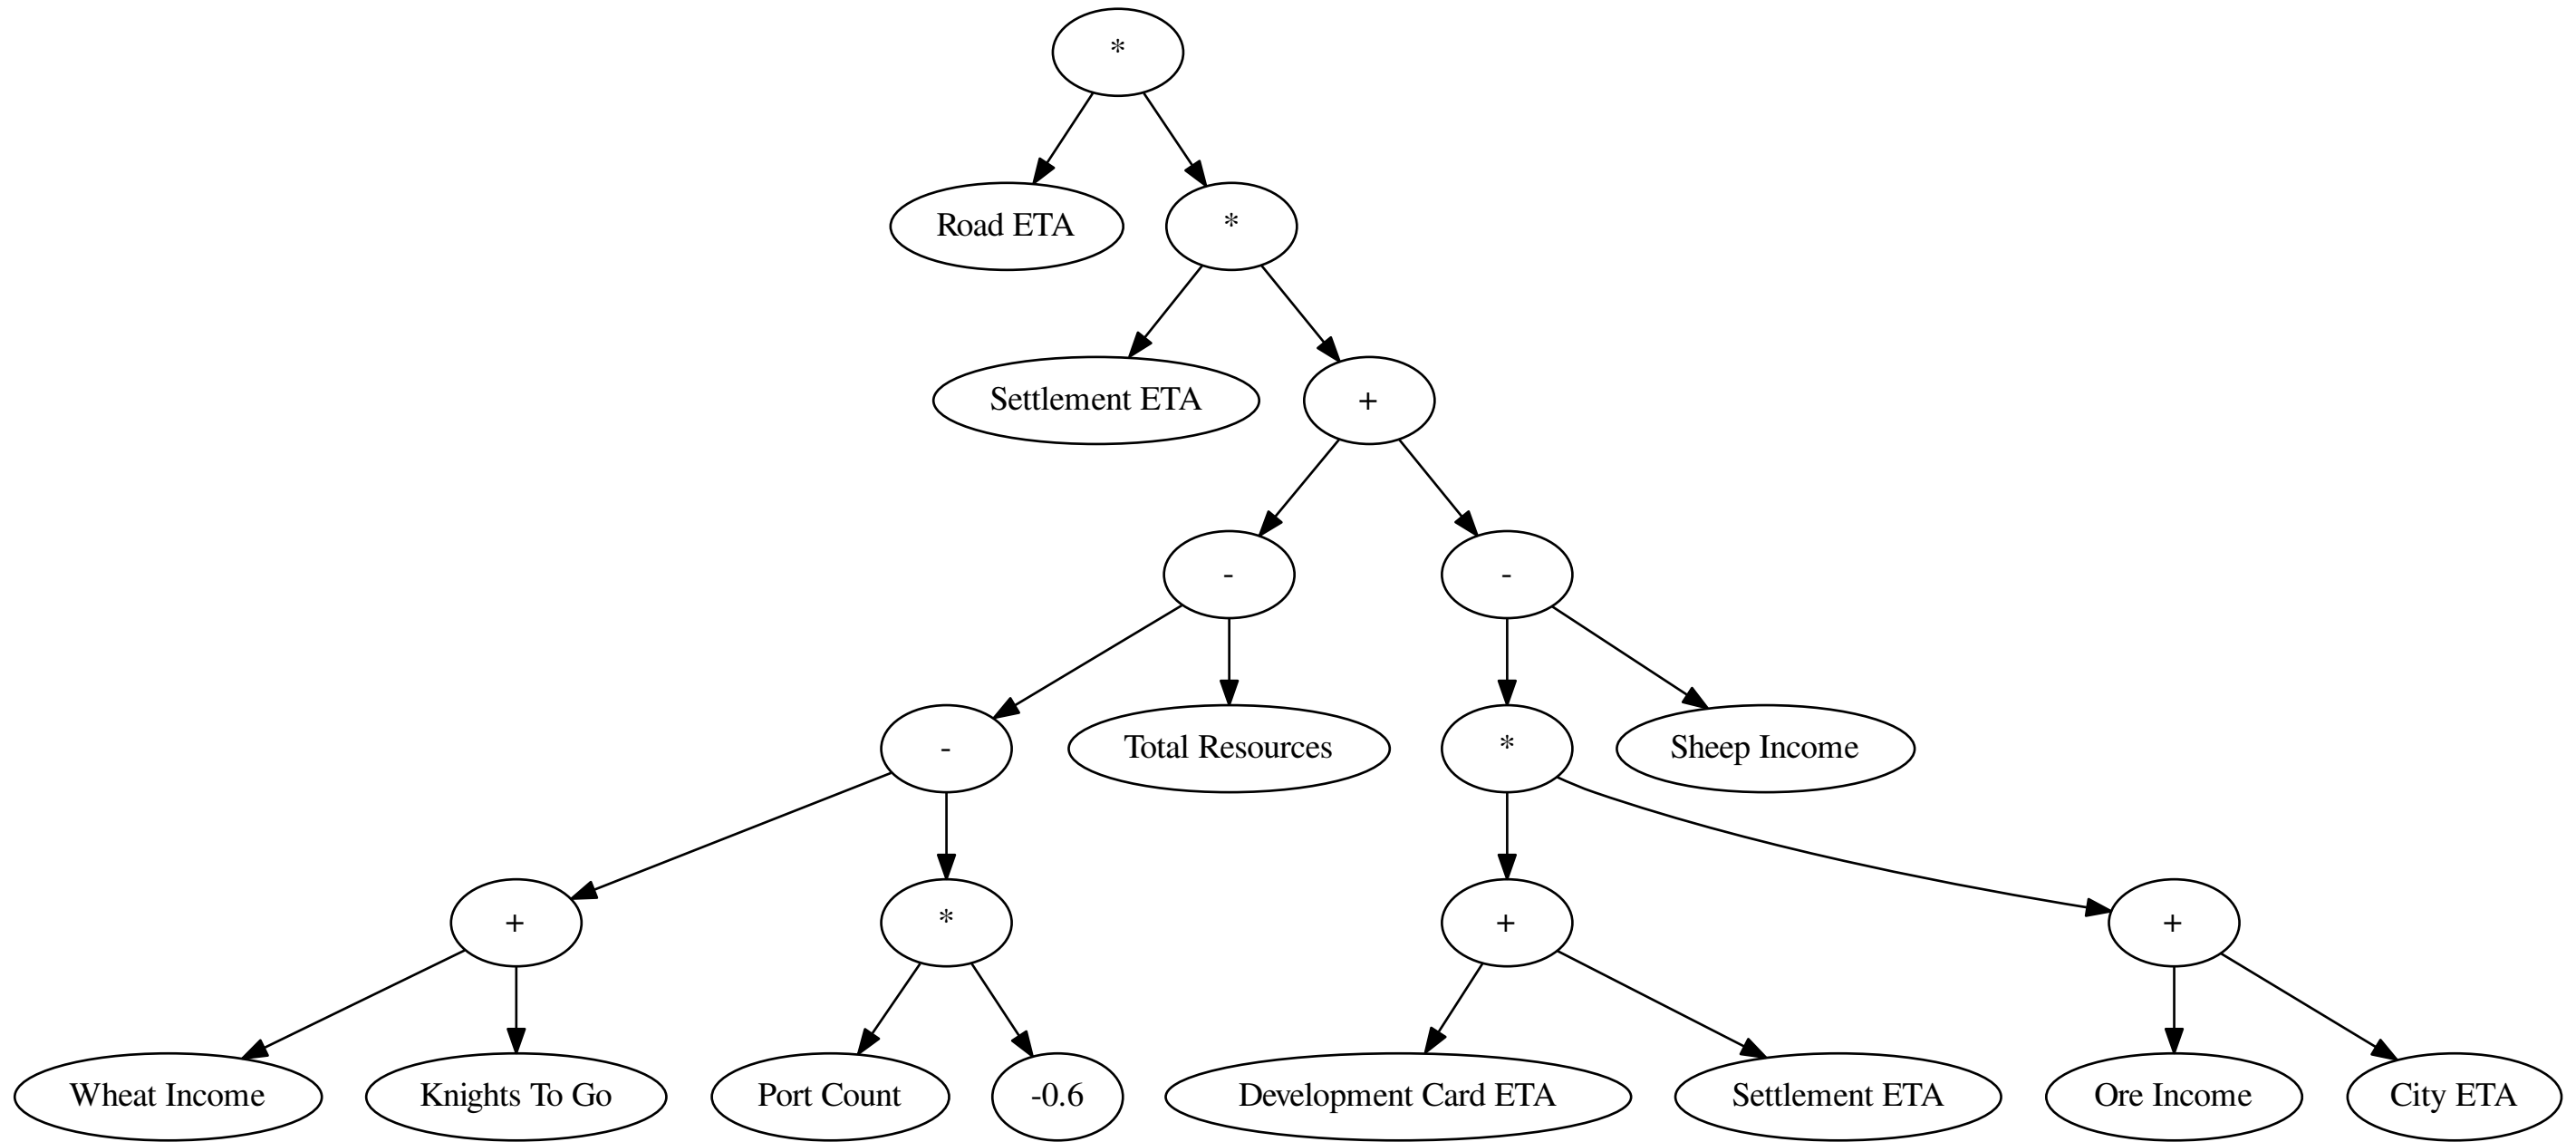 *
Road ETA
*
Settlement ETA
+
-
-
-
Total Resources
*
Sheep Income
+
*
+
+
Wheat Income
Knights To Go
Port Count
-0.6
Development Card ETA
Settlement ETA
Ore Income
City ETA